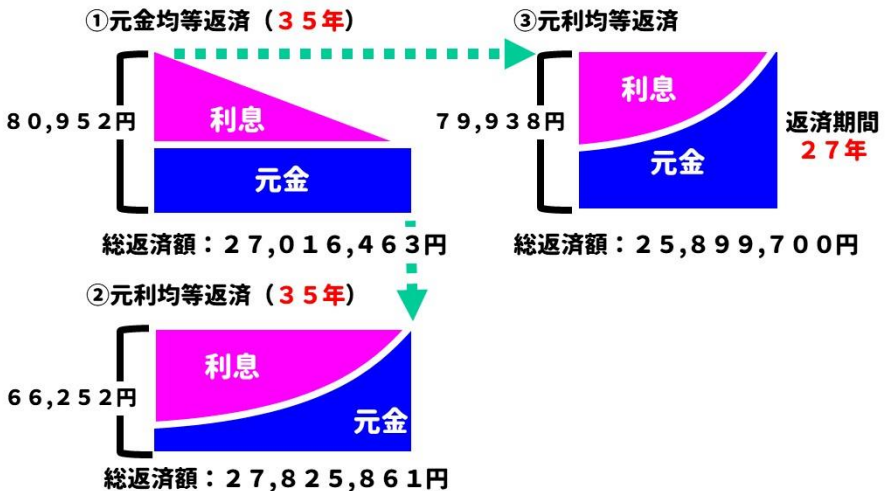 ①元金均等返済（３５年）
８０,９５２円
利息
元金
総返済額：２７,０１６,４６３円
②元利均等返済（３５年）
６６,２５２円
利息
元金
総返済額：２７,８２５,８６１円
③元利均等返済
７９,９３８円
利息
元金
返済期間
２７年
総返済額：２５,８９９,７００円